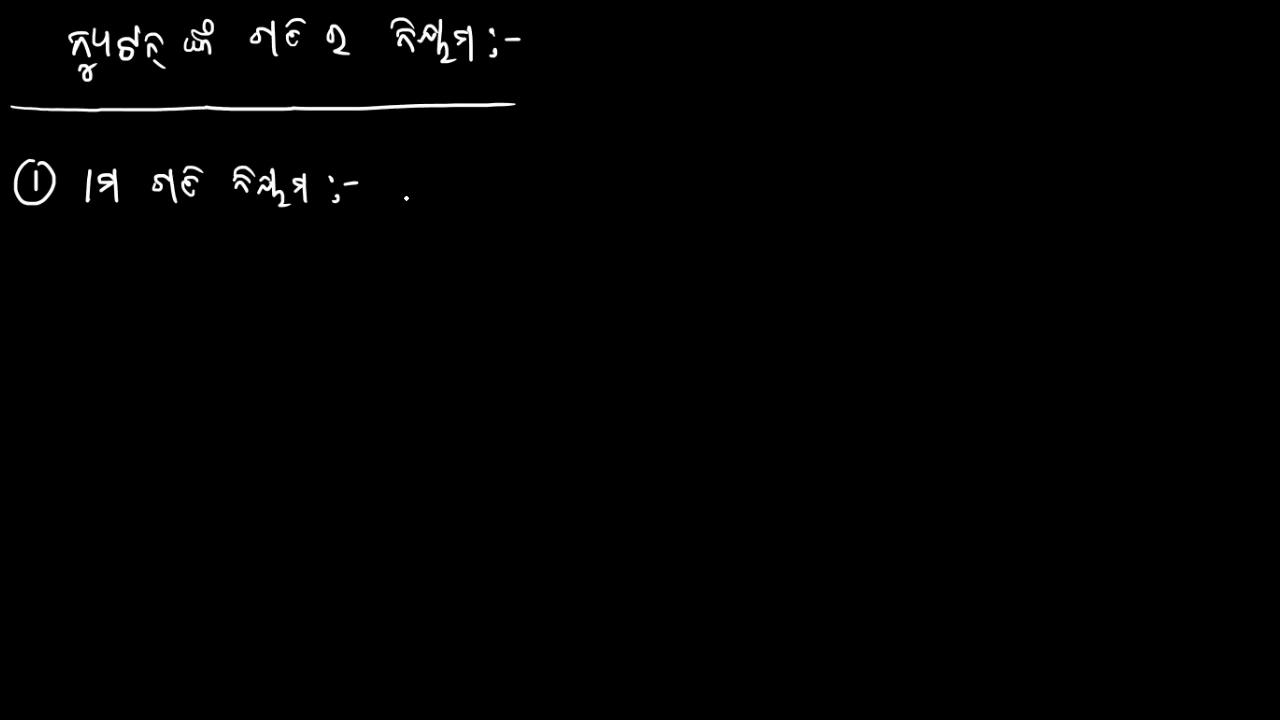 ନ୍ୟୁଟନ୍ ଙ୍କ ଗତି ର ନିୟମ :-
① ୧ମ ଗତି ନିୟମ :-